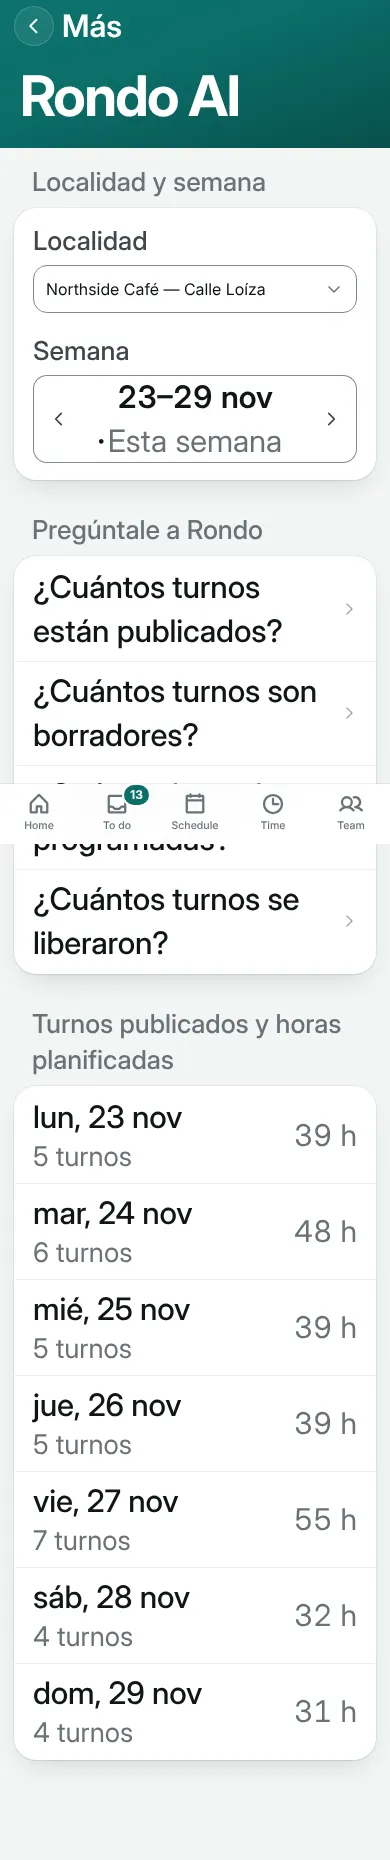 Más
Rondo AI
Localidad y semana
Localidad
Northside Café — Calle Loíza
Semana
23–29 nov
·Esta semana
Pregúntale a Rondo
¿Cuántos turnos
están publicados?
¿Cuántos turnos son
borradores?
13
Home
To do
Schedule
Time
Team
programadas?
¿Cuántos turnos se
liberaron?
Turnos publicados y horas
planificadas
lun, 23 nov
39 h
5 turnos
mar, 24 nov
48 h
6 turnos
mié, 25 nov
39 h
5 turnos
jue, 26 nov
39 h
5 turnos
vie, 27 nov
55 h
7 turnos
sáb, 28 nov
32 h
4 turnos
dom, 29 nov
31 h
4 turnos